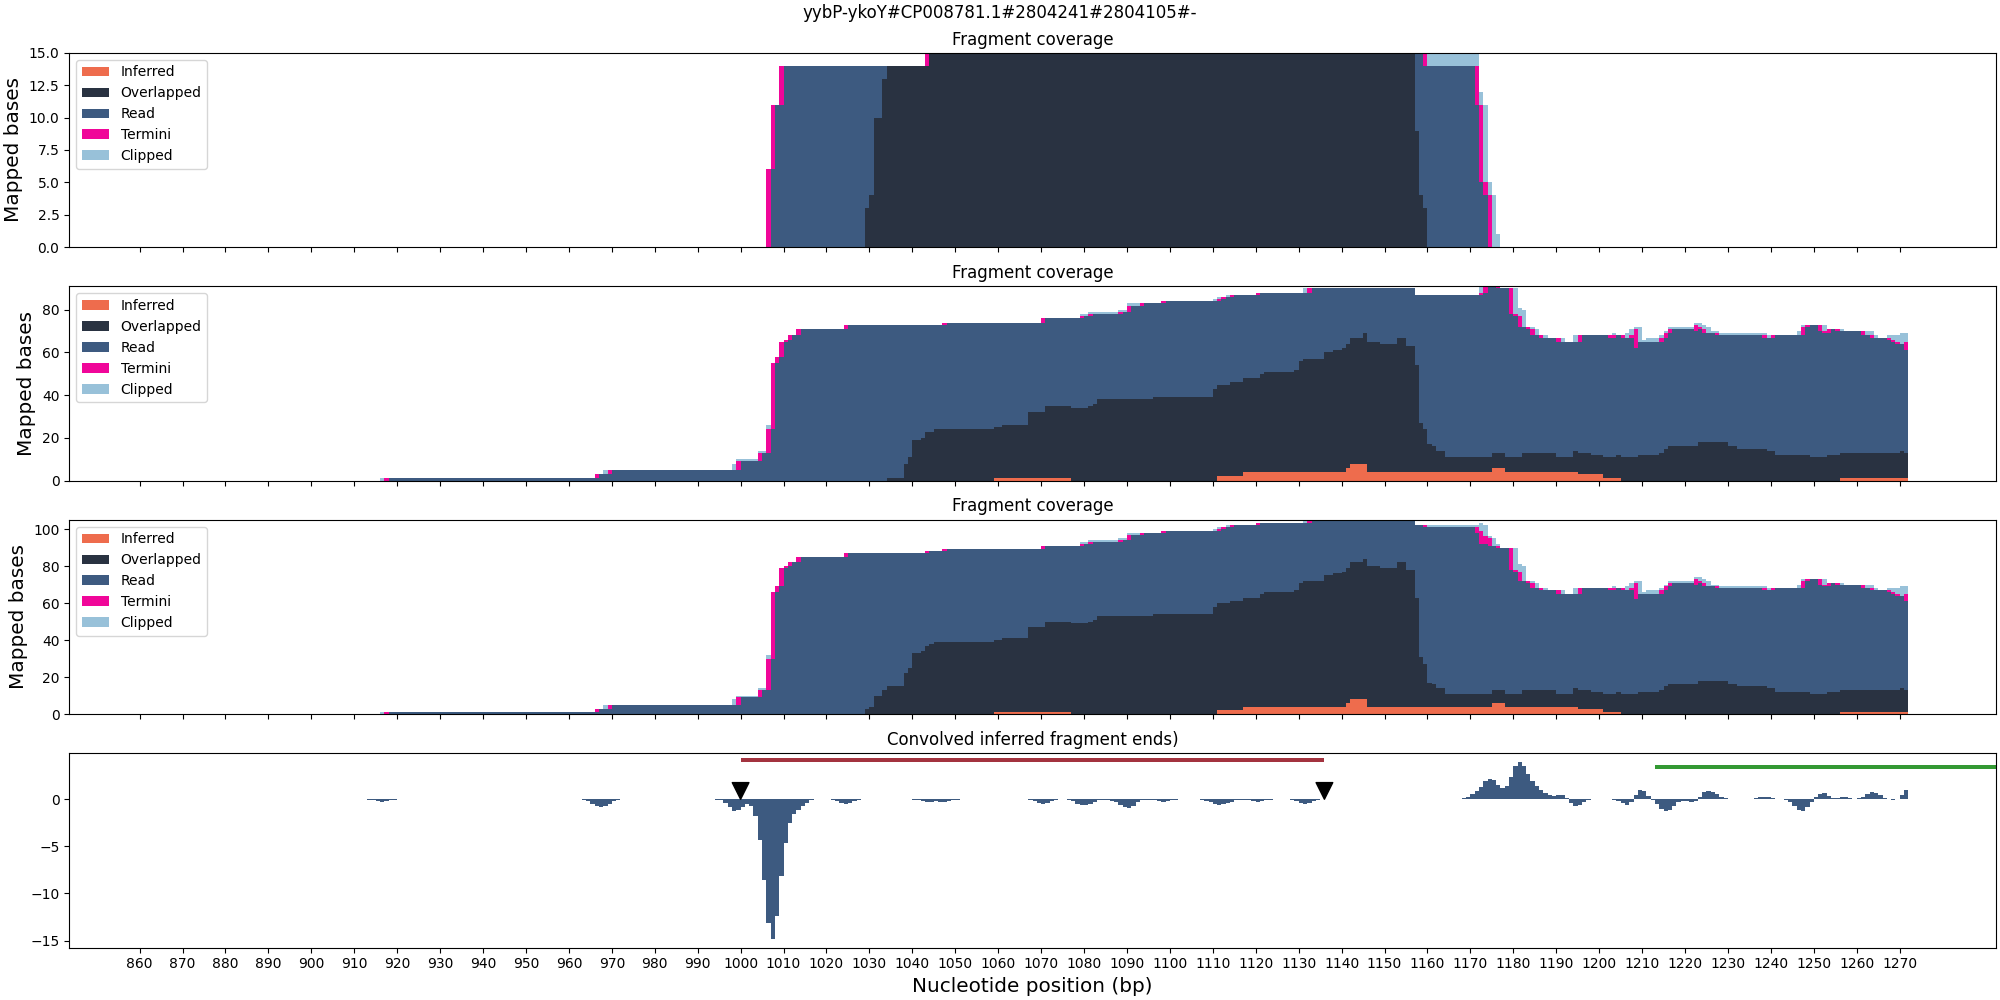 yybP-ykoY#CP008781.1#2804241#2804105#-
Fragment coverage
Mapped bases
15.0
12.5
10.0
7.5
5.0
2.5
0.0
Inferred
Overlapped
Read
Termini
Clipped
Fragment coverage
Mapped bases
80
60
40
20
0
Inferred
Overlapped
Read
Termini
Clipped
Fragment coverage
Mapped bases
100
80
60
40
20
0
Inferred
Overlapped
Read
Termini
Clipped
Convolved inferred fragment ends)
0
−5
−10
−15
860 870 880 890 900 910 920 930 940 950 960 970 980 990 1000 1010 1020 1030 1040 1050 1060 1070 1080 1090 1100 1110 1120 1130 1140 1150 1160 1170 1180 1190 1200 1210 1220 1230 1240 1250 1260 1270
Nucleotide position (bp)